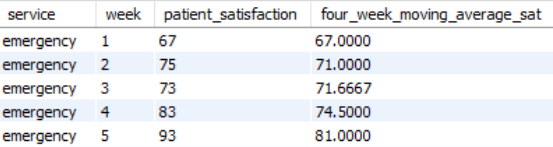 service week patient_satisfaction four_week_moving_average_sat
emergency 1 67 67.0000
emergency 2 75 71.0000
emergency 3 73 71.6667
emergency 4 83 74.5000
emergency 5 93 81.0000